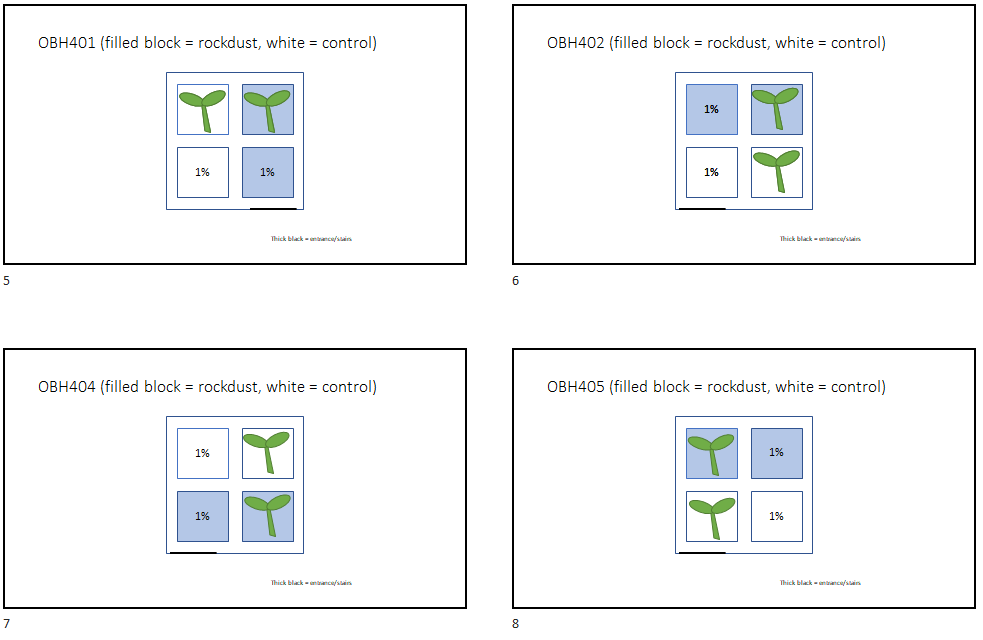 OBH401 (filled block = rockdust, white = control)
1%
1%
Thick black = entrance/stairs
5
OBH402 (filled block = rockdust, white = control)
1%
1%
Thick black = entrance/stairs
6
OBH404 (filled block = rockdust, white = control)
1%
1%
Thick black = entrance/stairs
7
OBH405 (filled block = rockdust, white = control)
1%
1%
Thick black = entrance/stairs
8